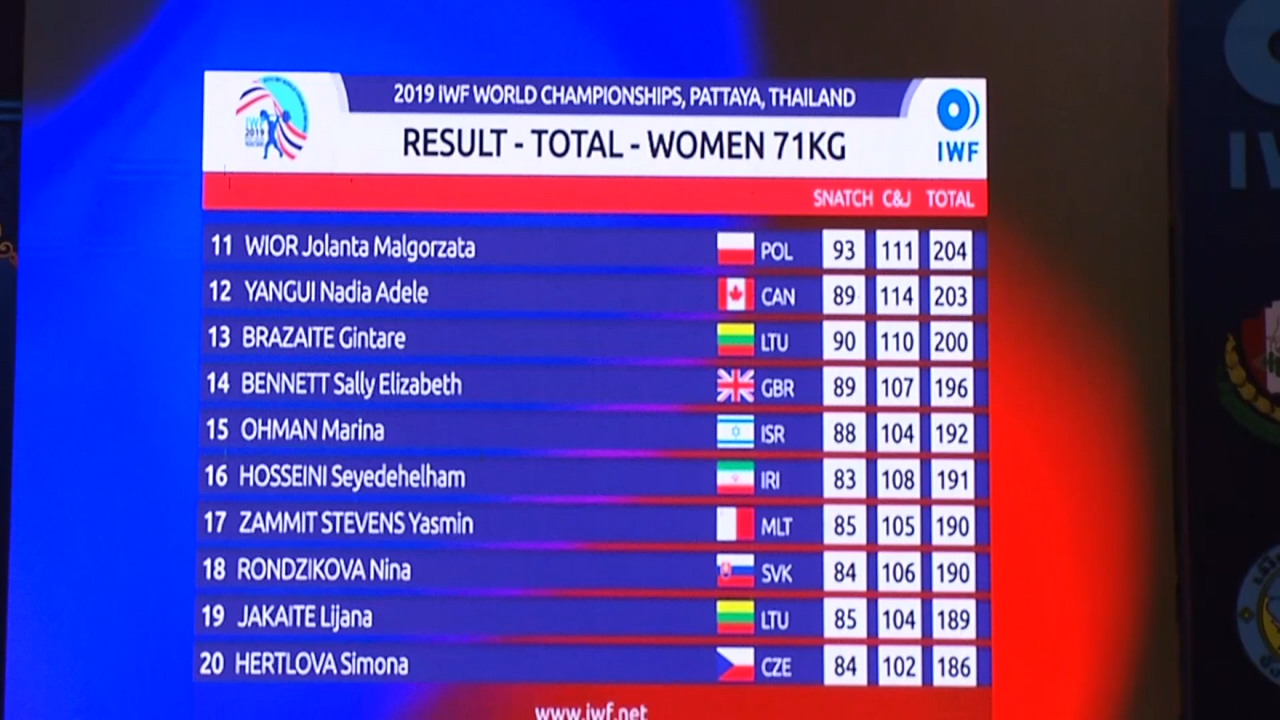 2019 IWF WORLD CHAMPIONSHIPS, PATTAYA, THAILAND
IWF
2019
RESULT - TOTAL - WOMEN 71KG
IWF
SNATCH C&J TOTAL
11 WIOR Jolanta Malgorzata POL 93 111 204
12 YANGUI Nadia Adele CAN 89 114 203
13 BRAZAITE Gintare LTU 90 110 200
14 BENNETT Sally Elizabeth GBR 89 107 196
15 OHMAN Marina ISR 88 104 192
16 HOSSEINI Seyedehelham IRI 83 108 191
17 ZAMMIT STEVENS Yasmin MLT 85 105 190
18 RONDZIKOVA Nina SVK 84 106 190
19 JAKAITE Lijana LTU 85 104 189
20 HERTLOVA Simona CZE 84 102 186
www.iwf.net